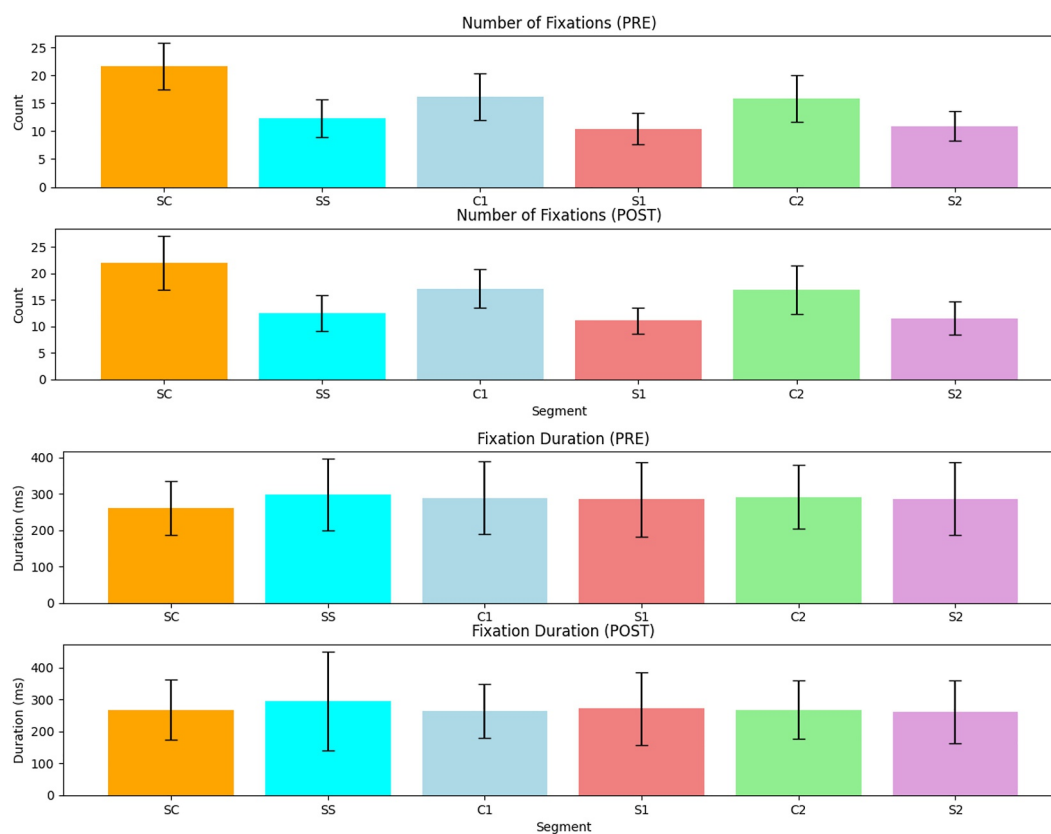 Number of Fixations (PRE)
Count
25
20
15
10
5
0
SC SS C1 S1 C2 S2
Number of Fixations (POST)
Count
25
20
15
10
5
0
SC SS C1 S1 C2 S2
Segment
Fixation Duration (PRE)
Duration (ms)
400
300
200
100
0
SC SS C1 S1 C2 S2
Fixation Duration (POST)
Duration (ms)
400
300
200
100
0
SC SS C1 S1 C2 S2
Segment